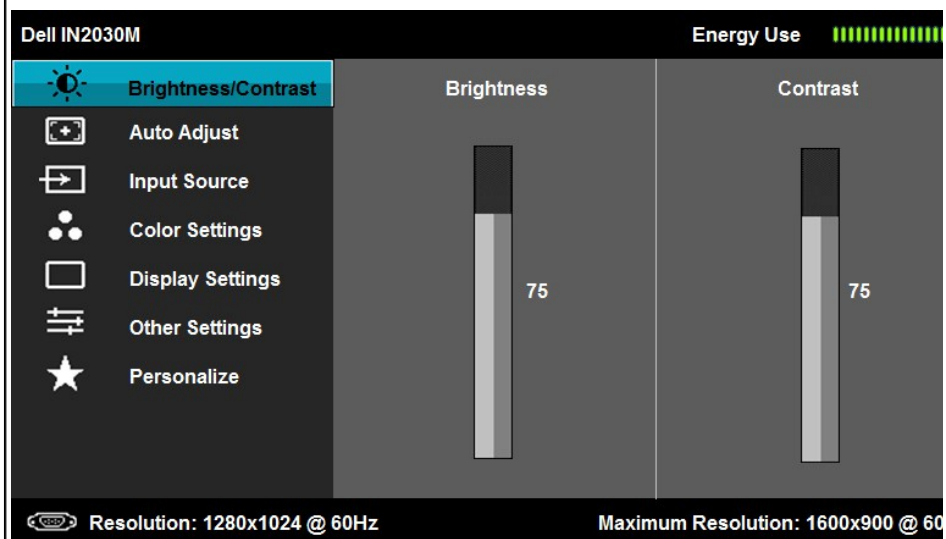 Dell IN2030M Energy Use
Brightness/Contrast Brightness Contrast
Auto Adjust
Input Source
Color Settings
Display Settings
75 75
Other Settings
Personalize
Resolution: 1280x1024 @ 60Hz Maximum Resolution: 1600x900 @ 60